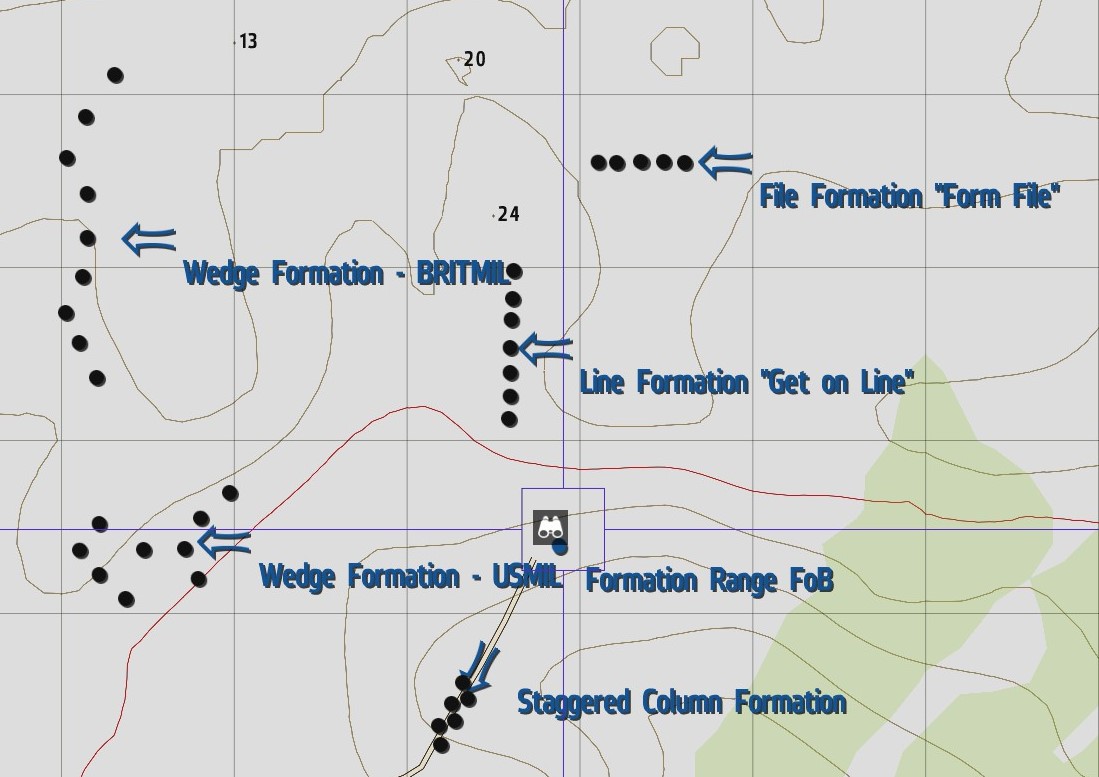 13
20
File Formation "Form File"
24
Wedge Formation - BRITMIL
Line Formation "Get on Line"
Wedge Formation - USMIL
Formation Range FoB
Staggered Column Formation